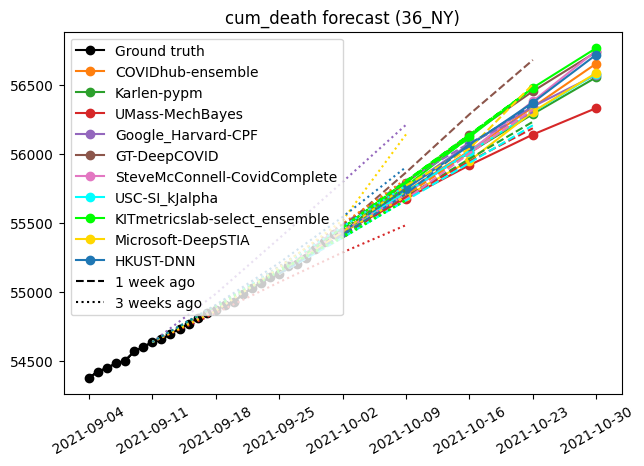 cum_death forecast (36_NY)
Ground truth
COVIDhub-ensemble
Karlen-pypm
UMass-MechBayes
Google_Harvard-CPF
GT-DeepCOVID
SteveMcConnell-CovidComplete
USC-SI_kJalpha
KITmetricslab-select_ensemble
Microsoft-DeepSTIA
HKUST-DNN
1 week ago
3 weeks ago
56500
56000
55500
55000
54500
2021-09-04
2021-09-11
2021-09-18
2021-09-25
2021-10-02
2021-10-09
2021-10-16
2021-10-23
2021-10-30